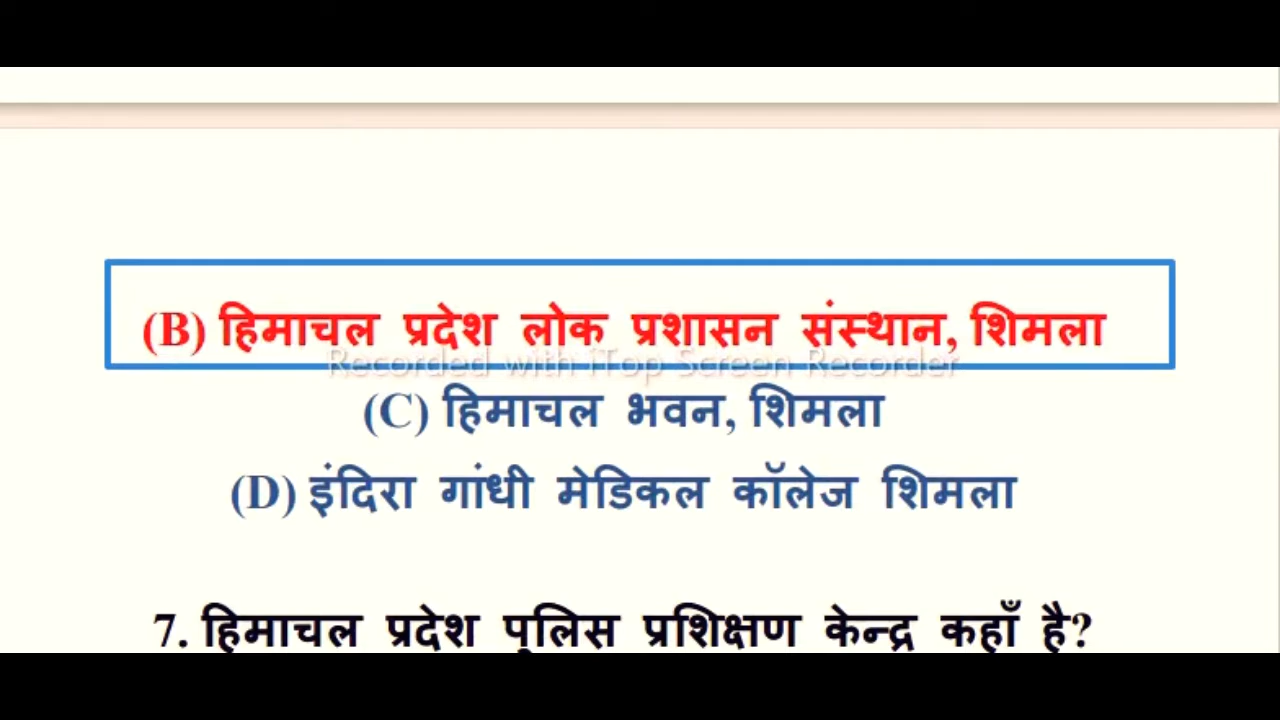 (B) हिमाचल प्रदेश लोक प्रशासन संस्थान, शिमला
Recorded with iTop Screen Recorder
(C) हिमाचल भवन, शिमला
(D) इंदिरा गांधी मेडिकल कॉलेज शिमला
7. हिमाचल प्रदेश पुलिस प्रशिक्षण केन्द्र कहाँ है?